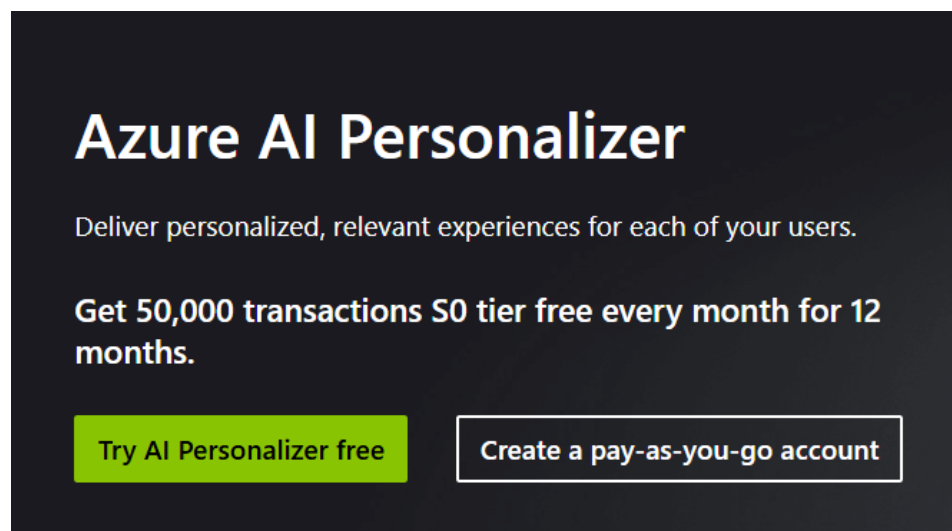 Azure AI Personalizer
Deliver personalized, relevant experiences for each of your users.
Get 50,000 transactions S0 tier free every month for 12
months.
Try AI Personalizer free
Create a pay-as-you-go account